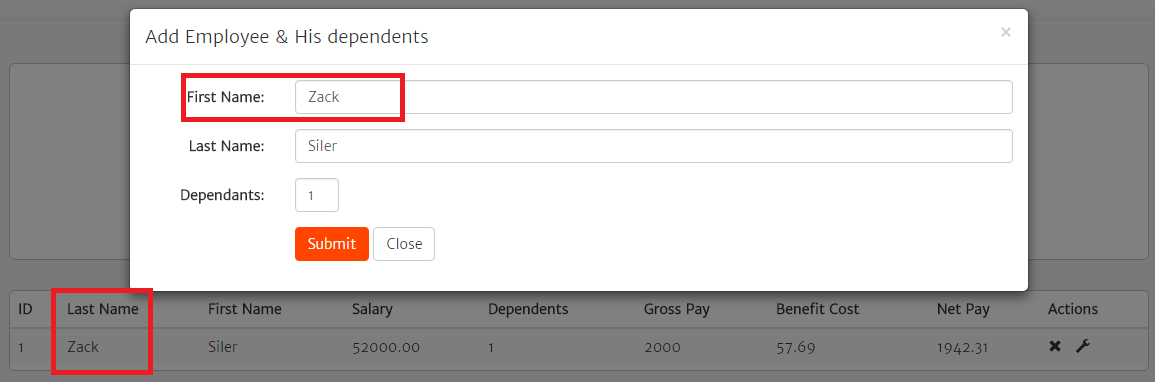 Add Employee & His dependents ×
First Name: Zack
Last Name: Siler
Dependants: 1
Submit Close
ID Last Name First Name Salary Dependents Gross Pay Benefit Cost Net Pay Actions
1 Zack Siler 52000.00 1 2000 57.69 1942.31